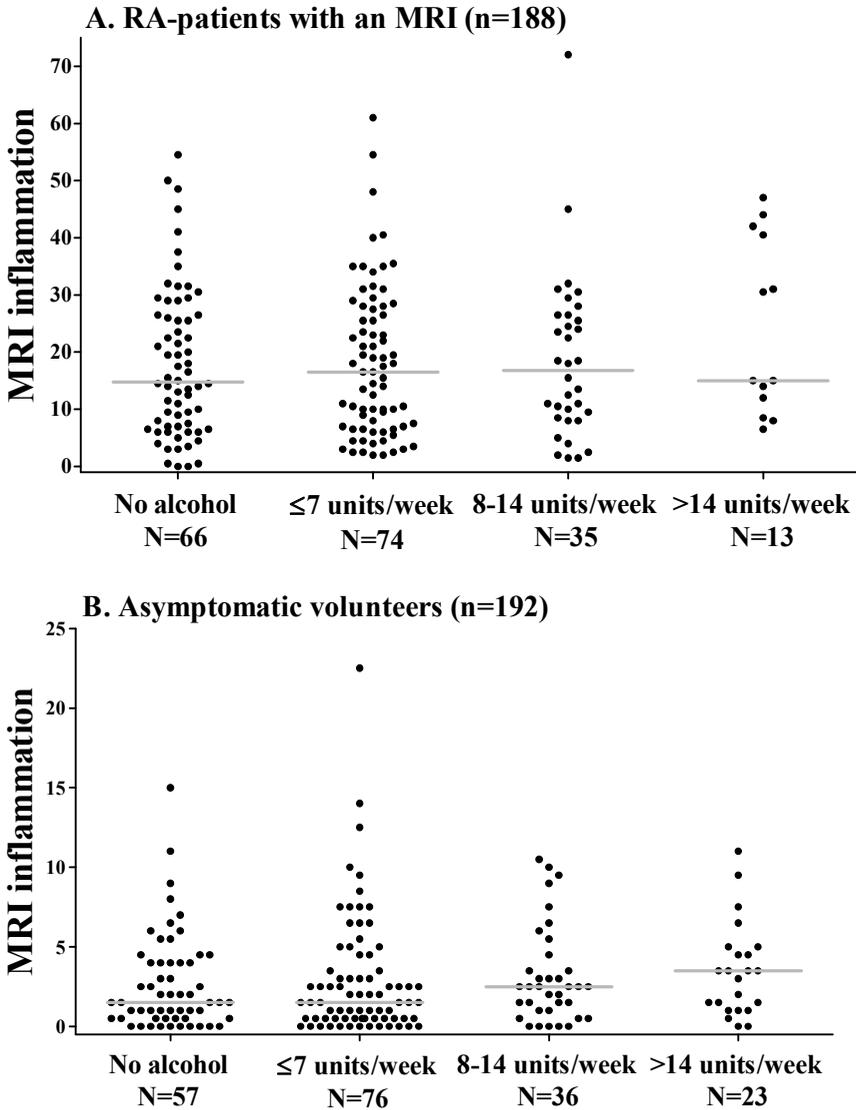 A. RA-patients with an MRI (n=188)
MRI inflammation
70
60
50
40
30
20
10
0
No alcohol ≤7 units/week 8-14 units/week >14 units/week
N=66 N=74 N=35 N=13
B. Asymptomatic volunteers (n=192)
MRI inflammation
25
20
15
10
5
0
No alcohol ≤7 units/week 8-14 units/week >14 units/week
N=57 N=76 N=36 N=23